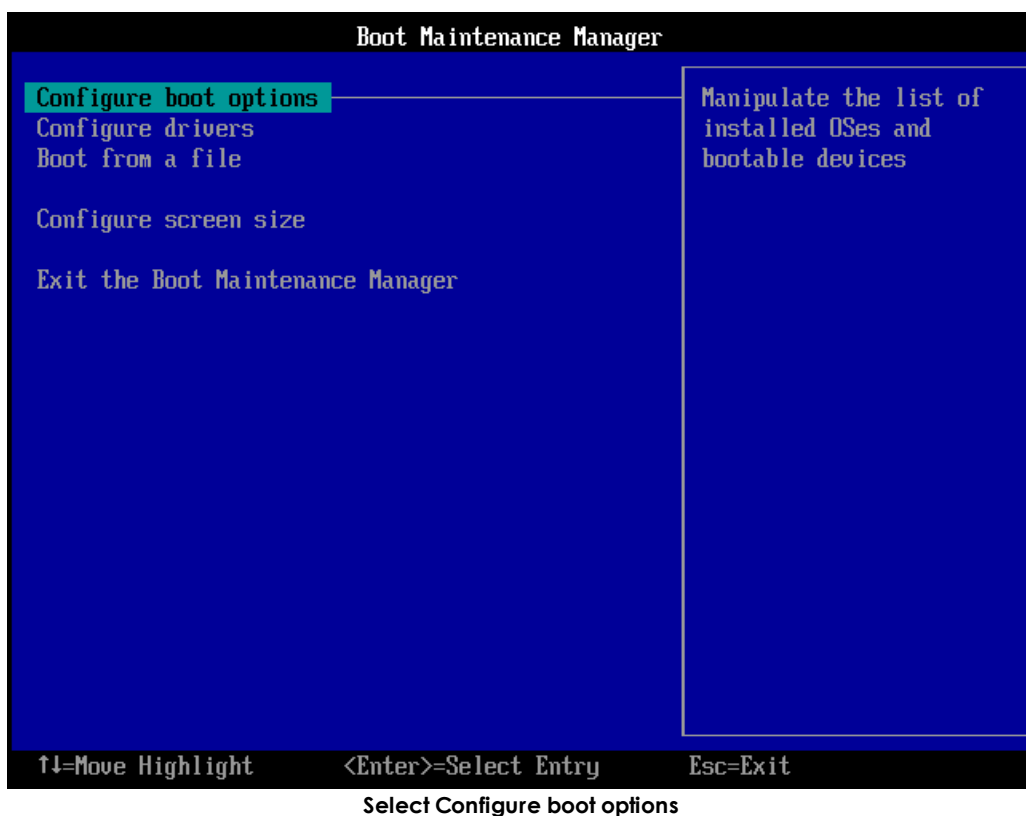 Boot Maintenance Manager
Configure boot options
Configure drivers
Boot from a file
Configure screen size
Exit the Boot Maintenance Manager
Manipulate the list of
installed OSes and
bootable devices
↑↓=Move Highlight <Enter>=Select Entry Esc=Exit
Select Configure boot options